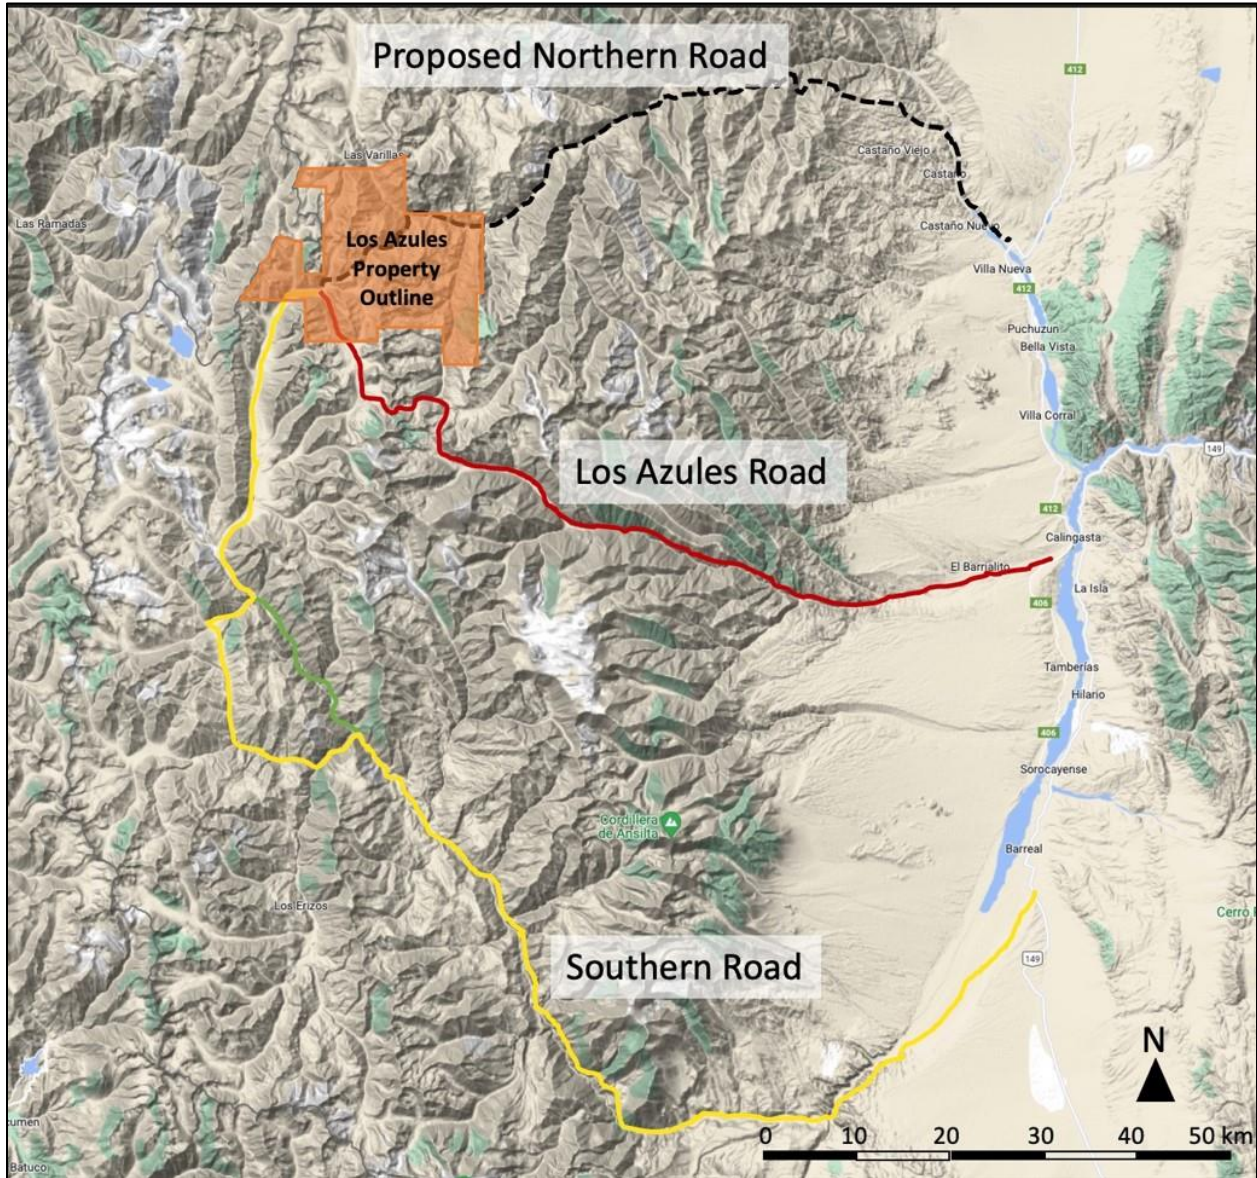 Proposed Northern Road
412
Las Varillas
Castaño Viejo
Castaño
Las Ramadas
Castaño Nuevo
Los Azules
Property
Outline
Villa Nueva
412
Puchuzun
Bella Vista
Villa Corral
149
Los Azules Road
412
Calingasta
El Barrialito
La Isla
406
Tamberías
Hilario
406
Sorocayense
Cordillera
de Ansilta
Barreal
Los Erizos
Cerro
149
Southern Road
N
0 10 20 30 40 50 km
umen
Batuco